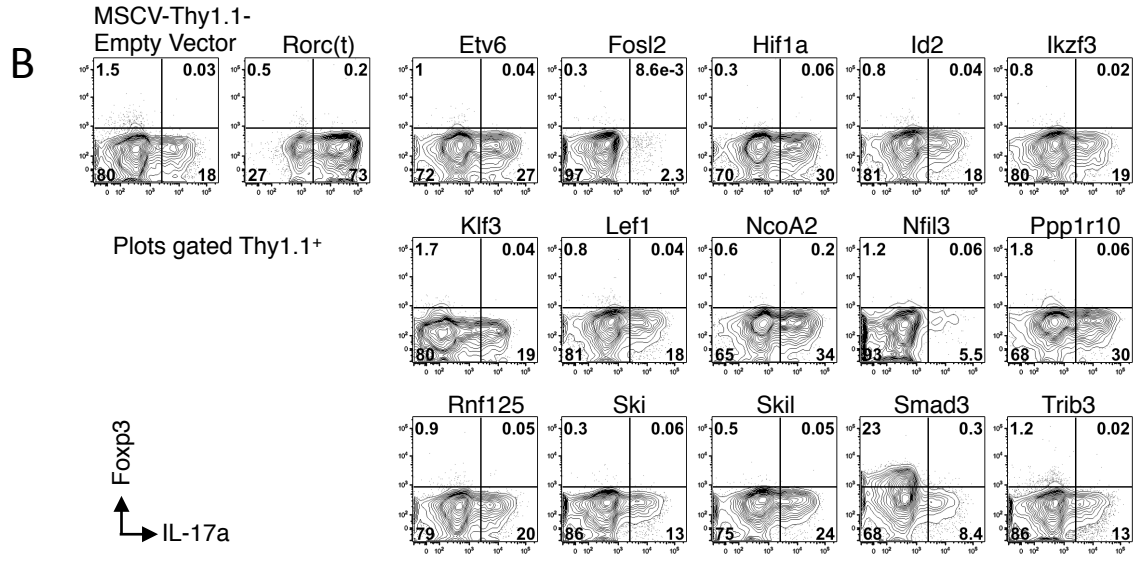 B
MSCV-Thy1.1-
Empty Vector
Rorc(t)
Etv6
Fosl2
Hif1a
Id2
Ikzf3
1.5 0.03
80 18
0.5 0.2
27 73
1 0.04
72 27
0.3 8.6e-3
97 2.3
0.3 0.06
70 30
0.8 0.04
81 18
0.8 0.02
80 19
Plots gated Thy1.1⁺
Klf3
Lef1
NcoA2
Nfil3
Ppp1r10
1.7 0.04
80 19
0.8 0.04
81 18
0.6 0.2
65 34
1.2 0.06
93 5.5
1.8 0.06
68 30
Rnf125
Ski
Skil
Smad3
Trib3
0.9 0.05
79 20
0.3 0.06
86 13
0.5 0.05
75 24
23 0.3
68 8.4
1.2 0.02
86 13
Foxp3
IL-17a